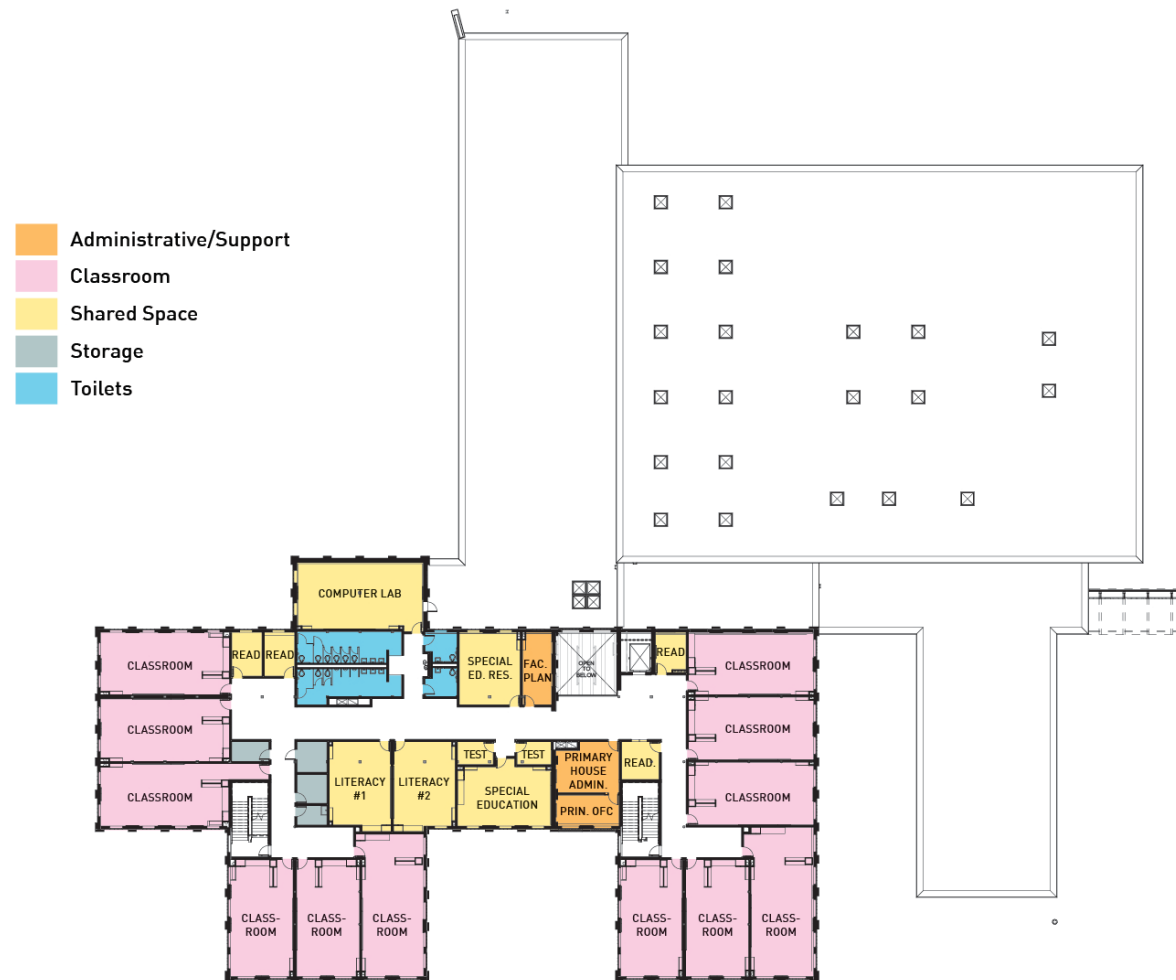 Administrative/Support
Classroom
Shared Space
Storage
Toilets
COMPUTER LAB
CLASSROOM
READ
READ
SPECIAL
ED. RES.
FAC.
PLAN
OPEN
TO
BELOW
READ
CLASSROOM
CLASSROOM
CLASSROOM
CLASSROOM
LITERACY
#1
LITERACY
#2
TEST
TEST
SPECIAL
EDUCATION
PRIMARY
HOUSE
ADMIN.
READ.
PRIN. OFC
CLASSROOM
CLASS-
ROOM
CLASS-
ROOM
CLASS-
ROOM
CLASS-
ROOM
CLASS-
ROOM
CLASS-
ROOM